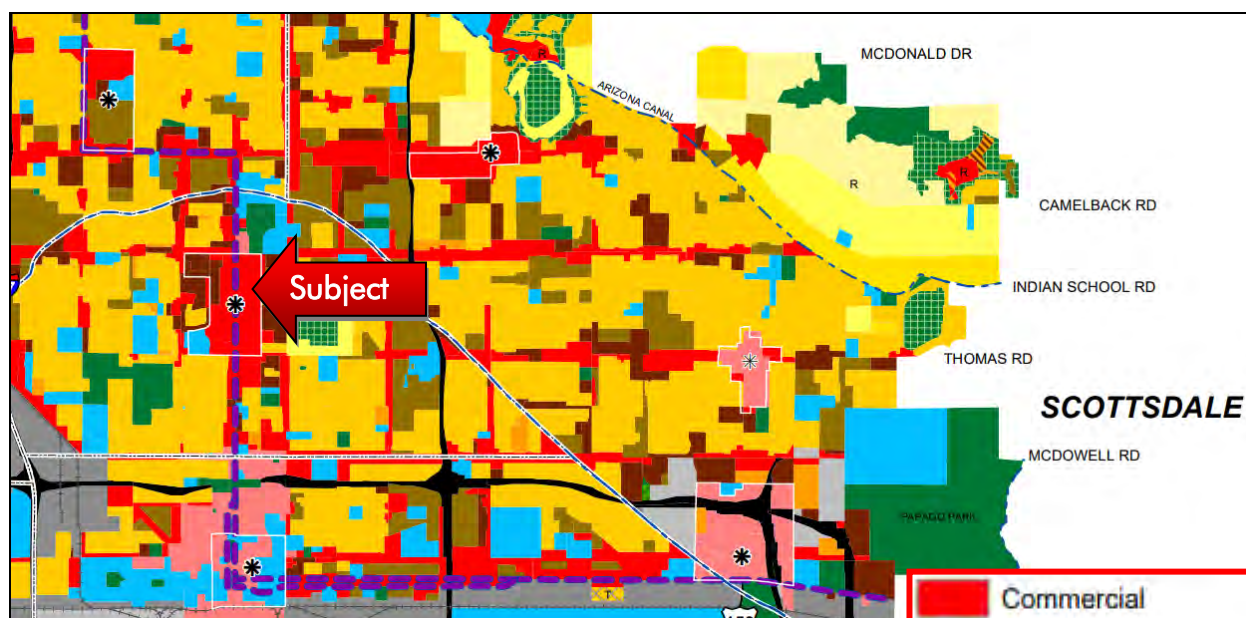 MCDONALD DR
R
ARIZONA CANAL
R
R
CAMELBACK RD
Subject
INDIAN SCHOOL RD
THOMAS RD
SCOTTSDALE
MCDOWELL RD
PAPAGO PARK
T
Commercial